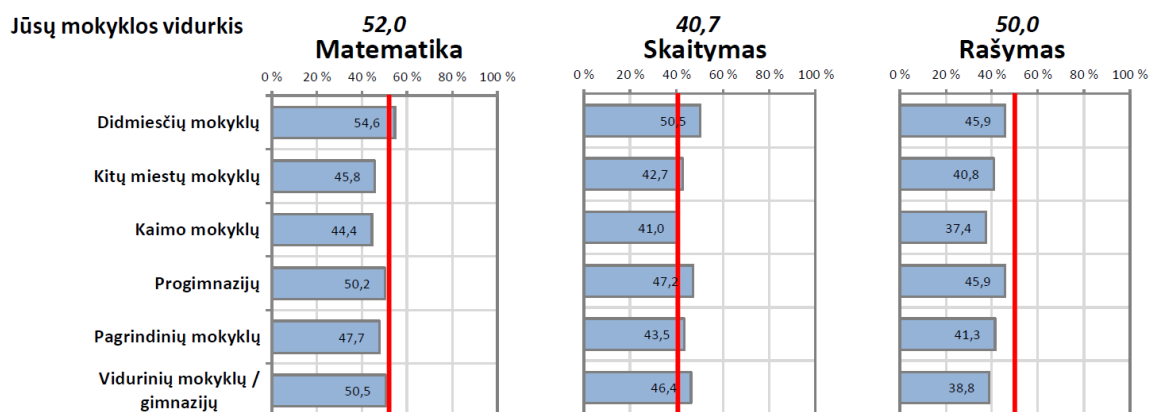 Jūsų mokyklos vidurkis 52,0 40,7 50,0
Matematika Skaitymas Rašymas
0 % 20 % 40 % 60 % 80 % 100 % 0 % 20 % 40 % 60 % 80 % 100 % 0 % 20 % 40 % 60 % 80 % 100 %
Didmiesčių mokyklų 54,6 50,5 45,9
Kitų miestų mokyklų 45,8 42,7 40,8
Kaimo mokyklų 44,4 41,0 37,4
Progimnazijų 50,2 47,2 45,9
Pagrindinių mokyklų 47,7 43,5 41,3
Vidurinių mokyklų /
gimnazijų 50,5 46,4 38,8